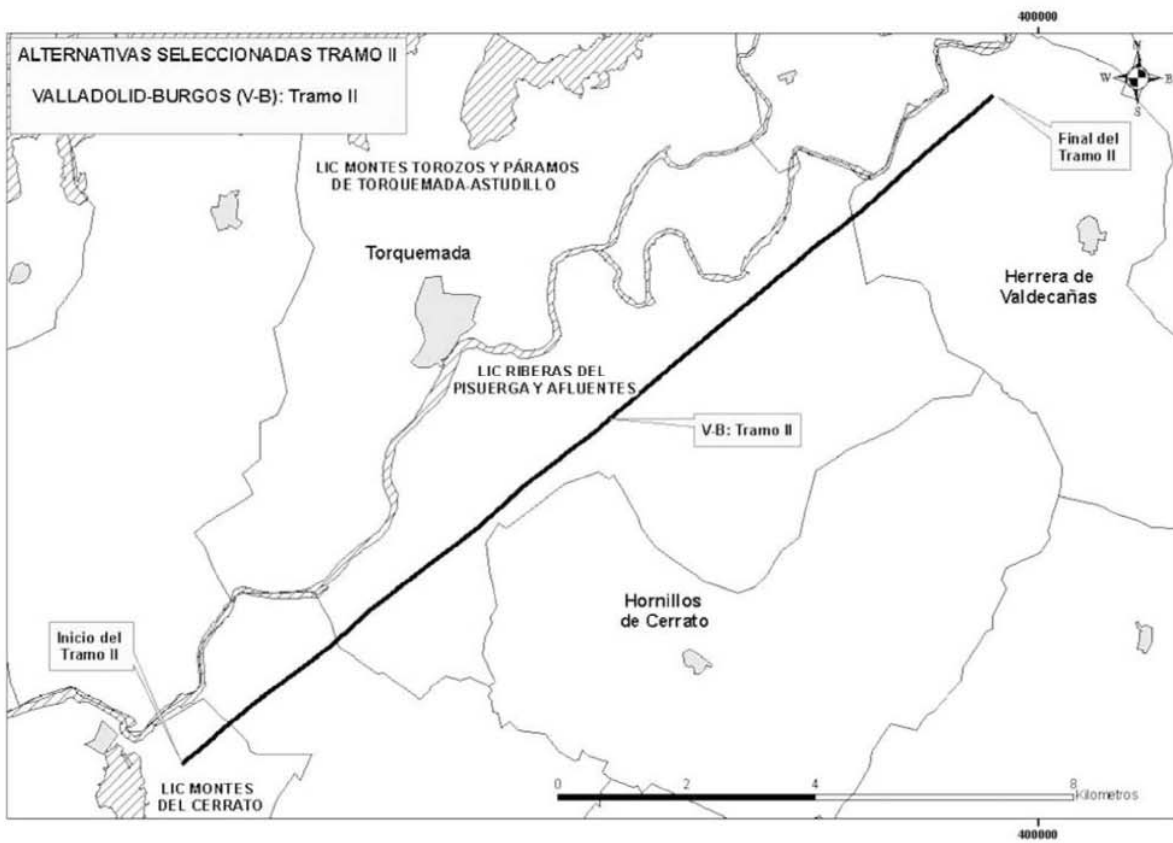 400000
ALTERNATIVAS SELECCIONADAS TRAMO II
VALLADOLID-BURGOS (V-B): Tramo II
N
W
E
S
Final del
Tramo II
LIC MONTES TOROZOS Y PÁRAMOS
DE TORQUEMADA-ASTUDILLO
Torquemada
Herrera de
Valdecañas
LIC RIBERAS DEL
PISUERGA Y AFLUENTES
V-B: Tramo II
Hornillos
de Cerrato
Inicio del
Tramo II
LIC MONTES
DEL CERRATO
0 2 4 8
Kilometros
400000